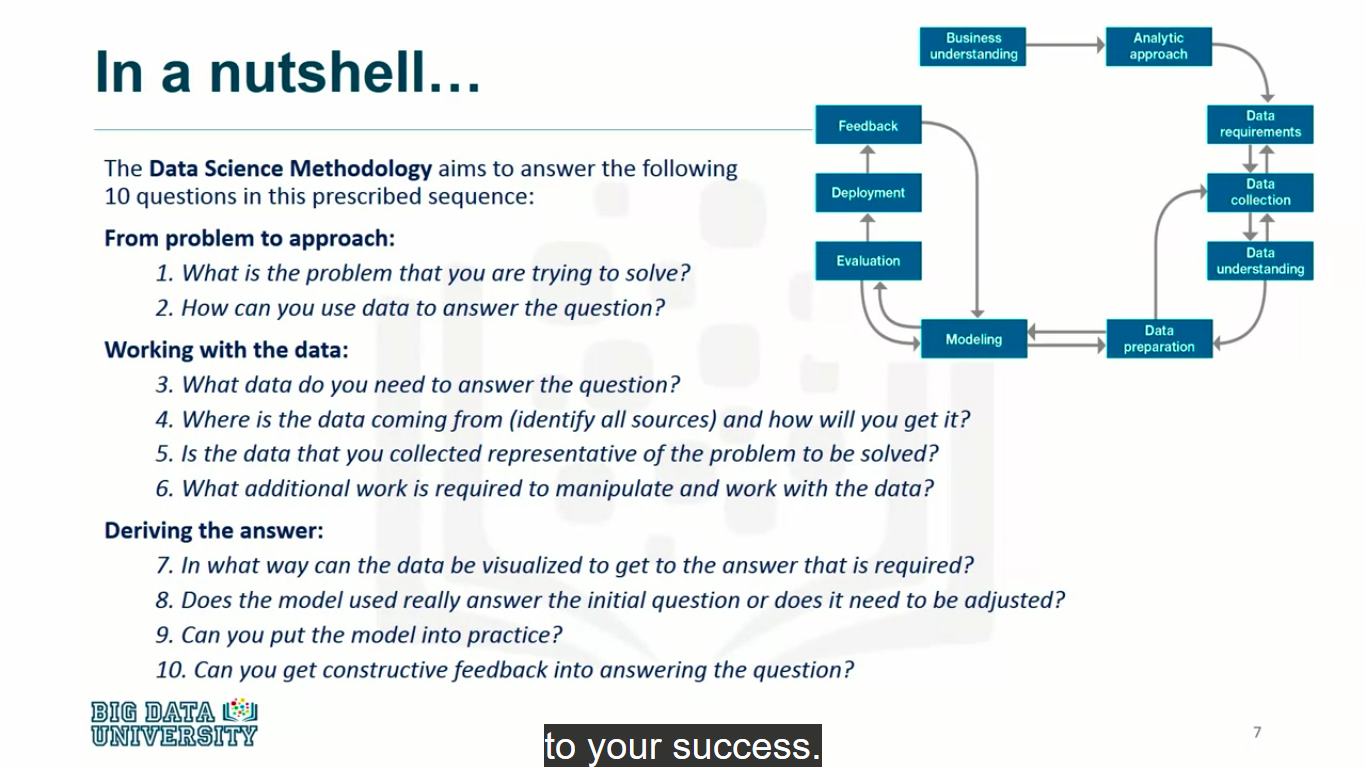 In a nutshell…
Business
understanding
Analytic
approach
Feedback
Data
requirements
Deployment
Data
collection
Evaluation
Data
understanding
Modeling
Data
preparation
The Data Science Methodology aims to answer the following
10 questions in this prescribed sequence:
From problem to approach:
1. What is the problem that you are trying to solve?
2. How can you use data to answer the question?
Working with the data:
3. What data do you need to answer the question?
4. Where is the data coming from (identify all sources) and how will you get it?
5. Is the data that you collected representative of the problem to be solved?
6. What additional work is required to manipulate and work with the data?
Deriving the answer:
7. In what way can the data be visualized to get to the answer that is required?
8. Does the model used really answer the initial question or does it need to be adjusted?
9. Can you put the model into practice?
10. Can you get constructive feedback into answering the question?
BIG DATA
UNIVERSITY
7
to your success.